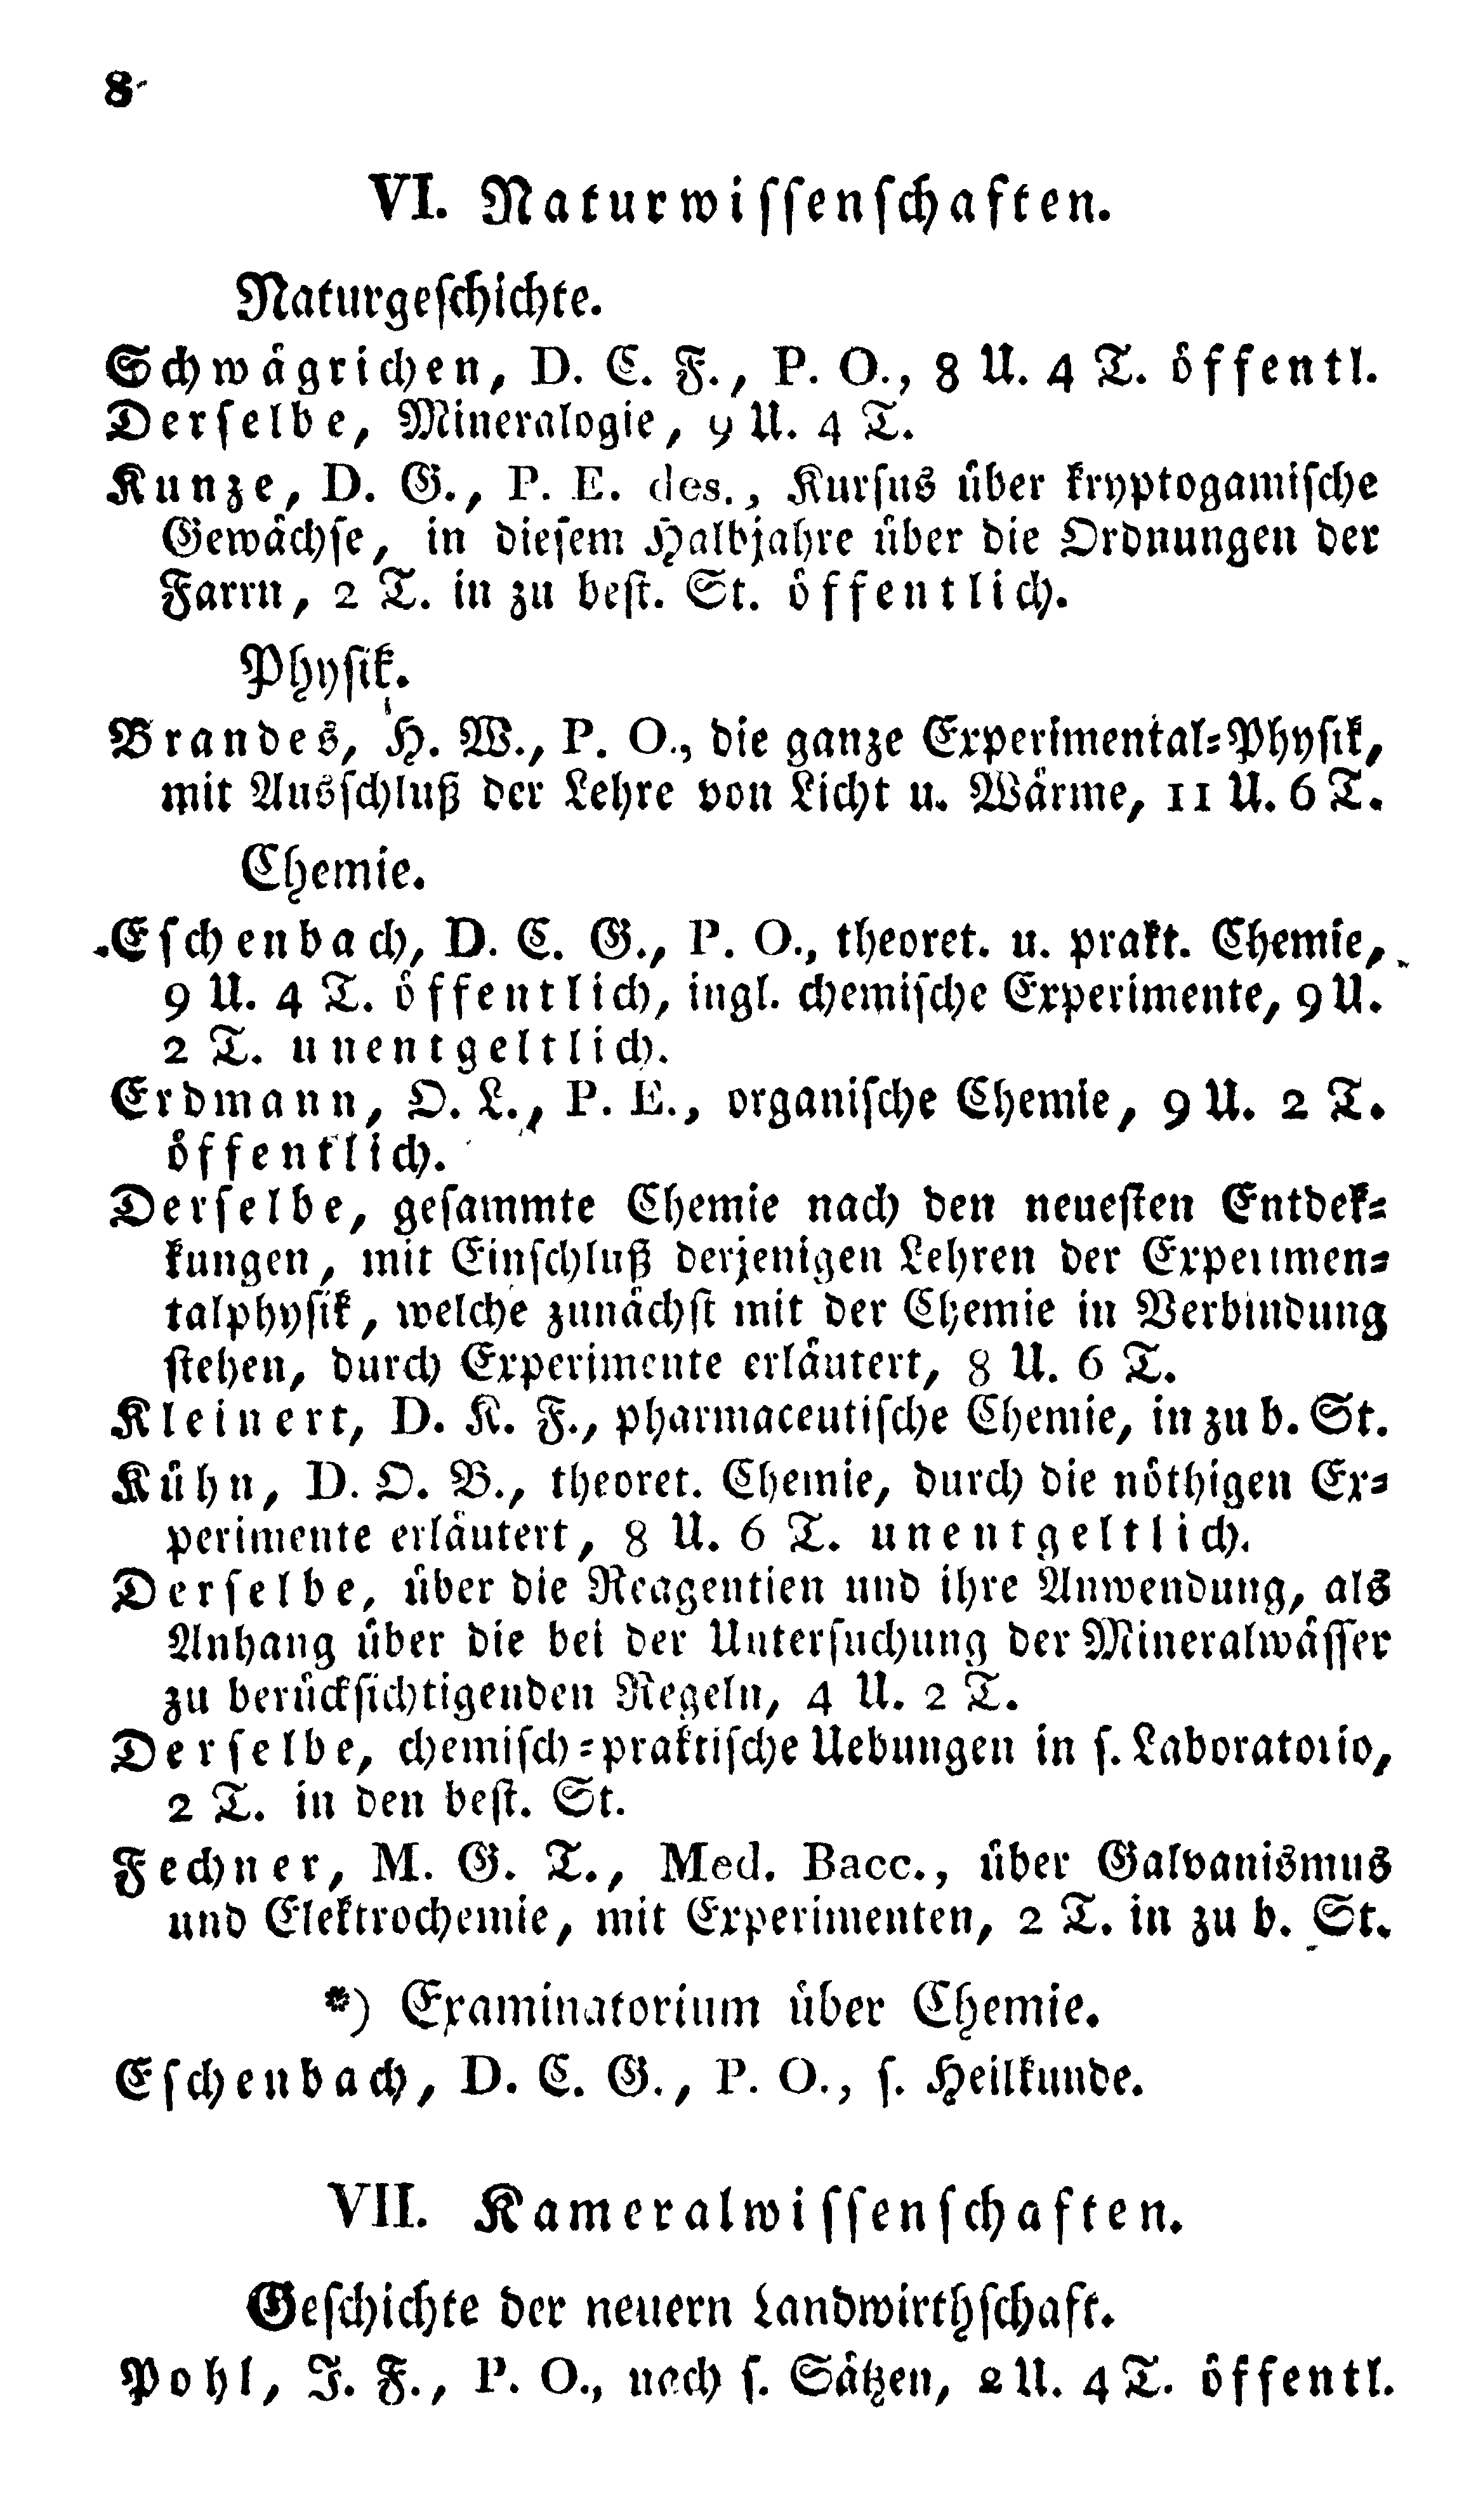 8
VI. Naturwissenschaften.
Naturgeschichte.
Schwägrichen, D. C. F., P. O., 8 U. 4 T. öffentl.
Derselbe, Mineralogie, 9 U. 4 T.
Kunze, D. G., P. E. des., Kursus über kryptogamische
Gewächse, in diesem Halbjahre über die Ordnungen der
Farrn, 2 T. in zu best. St. öffentlich.
Physik.
Brandes, H. W., P. O., die ganze Experimental-Physik,
mit Ausschluß der Lehre von Licht u. Wärme, 11 U. 6 T.
Chemie.
Eschenbach, D. C. G., P. O., theoret. u. prakt. Chemie,
9 U. 4 T. öffentlich, ingl. chemische Experimente, 9 U.
2 T. unentgeltlich.
Erdmann, O. L., P. E., organische Chemie, 9 U. 2 T.
öffentlich.
Derselbe, gesammte Chemie nach den neuesten Entdek-
kungen, mit Einschluß derjenigen Lehren der Experimen-
talphysik, welche zunächst mit der Chemie in Verbindung
stehen, durch Experimente erläutert, 8 U. 6 T.
Kleinert, D. K. F., pharmaceutische Chemie, in zu b. St.
Kühn, D. O. B., theoret. Chemie, durch die nöthigen Ex-
perimente erläutert, 8 U. 6 T. unentgeltlich.
Derselbe, über die Reagentien und ihre Anwendung, als
Anhang über die bei der Untersuchung der Mineralwässer
zu berücksichtigenden Regeln, 4 U. 2 T.
Derselbe, chemisch-praktische Uebungen in s. Laboratorio,
2 T. in den best. St.
Fechner, M. G. T., Med. Bacc., über Galvanismus
und Elektrochemie, mit Experimenten, 2 T. in zu b. St.
*) Examinatorium über Chemie.
Eschenbach, D. C. G., P. O., s. Heilkunde.
VII. Kameralwissenschaften.
Geschichte der neuern Landwirthschaft.
Pohl, J. F., P. O., nach s. Sätzen, 2 U. 4 T. öffentl.